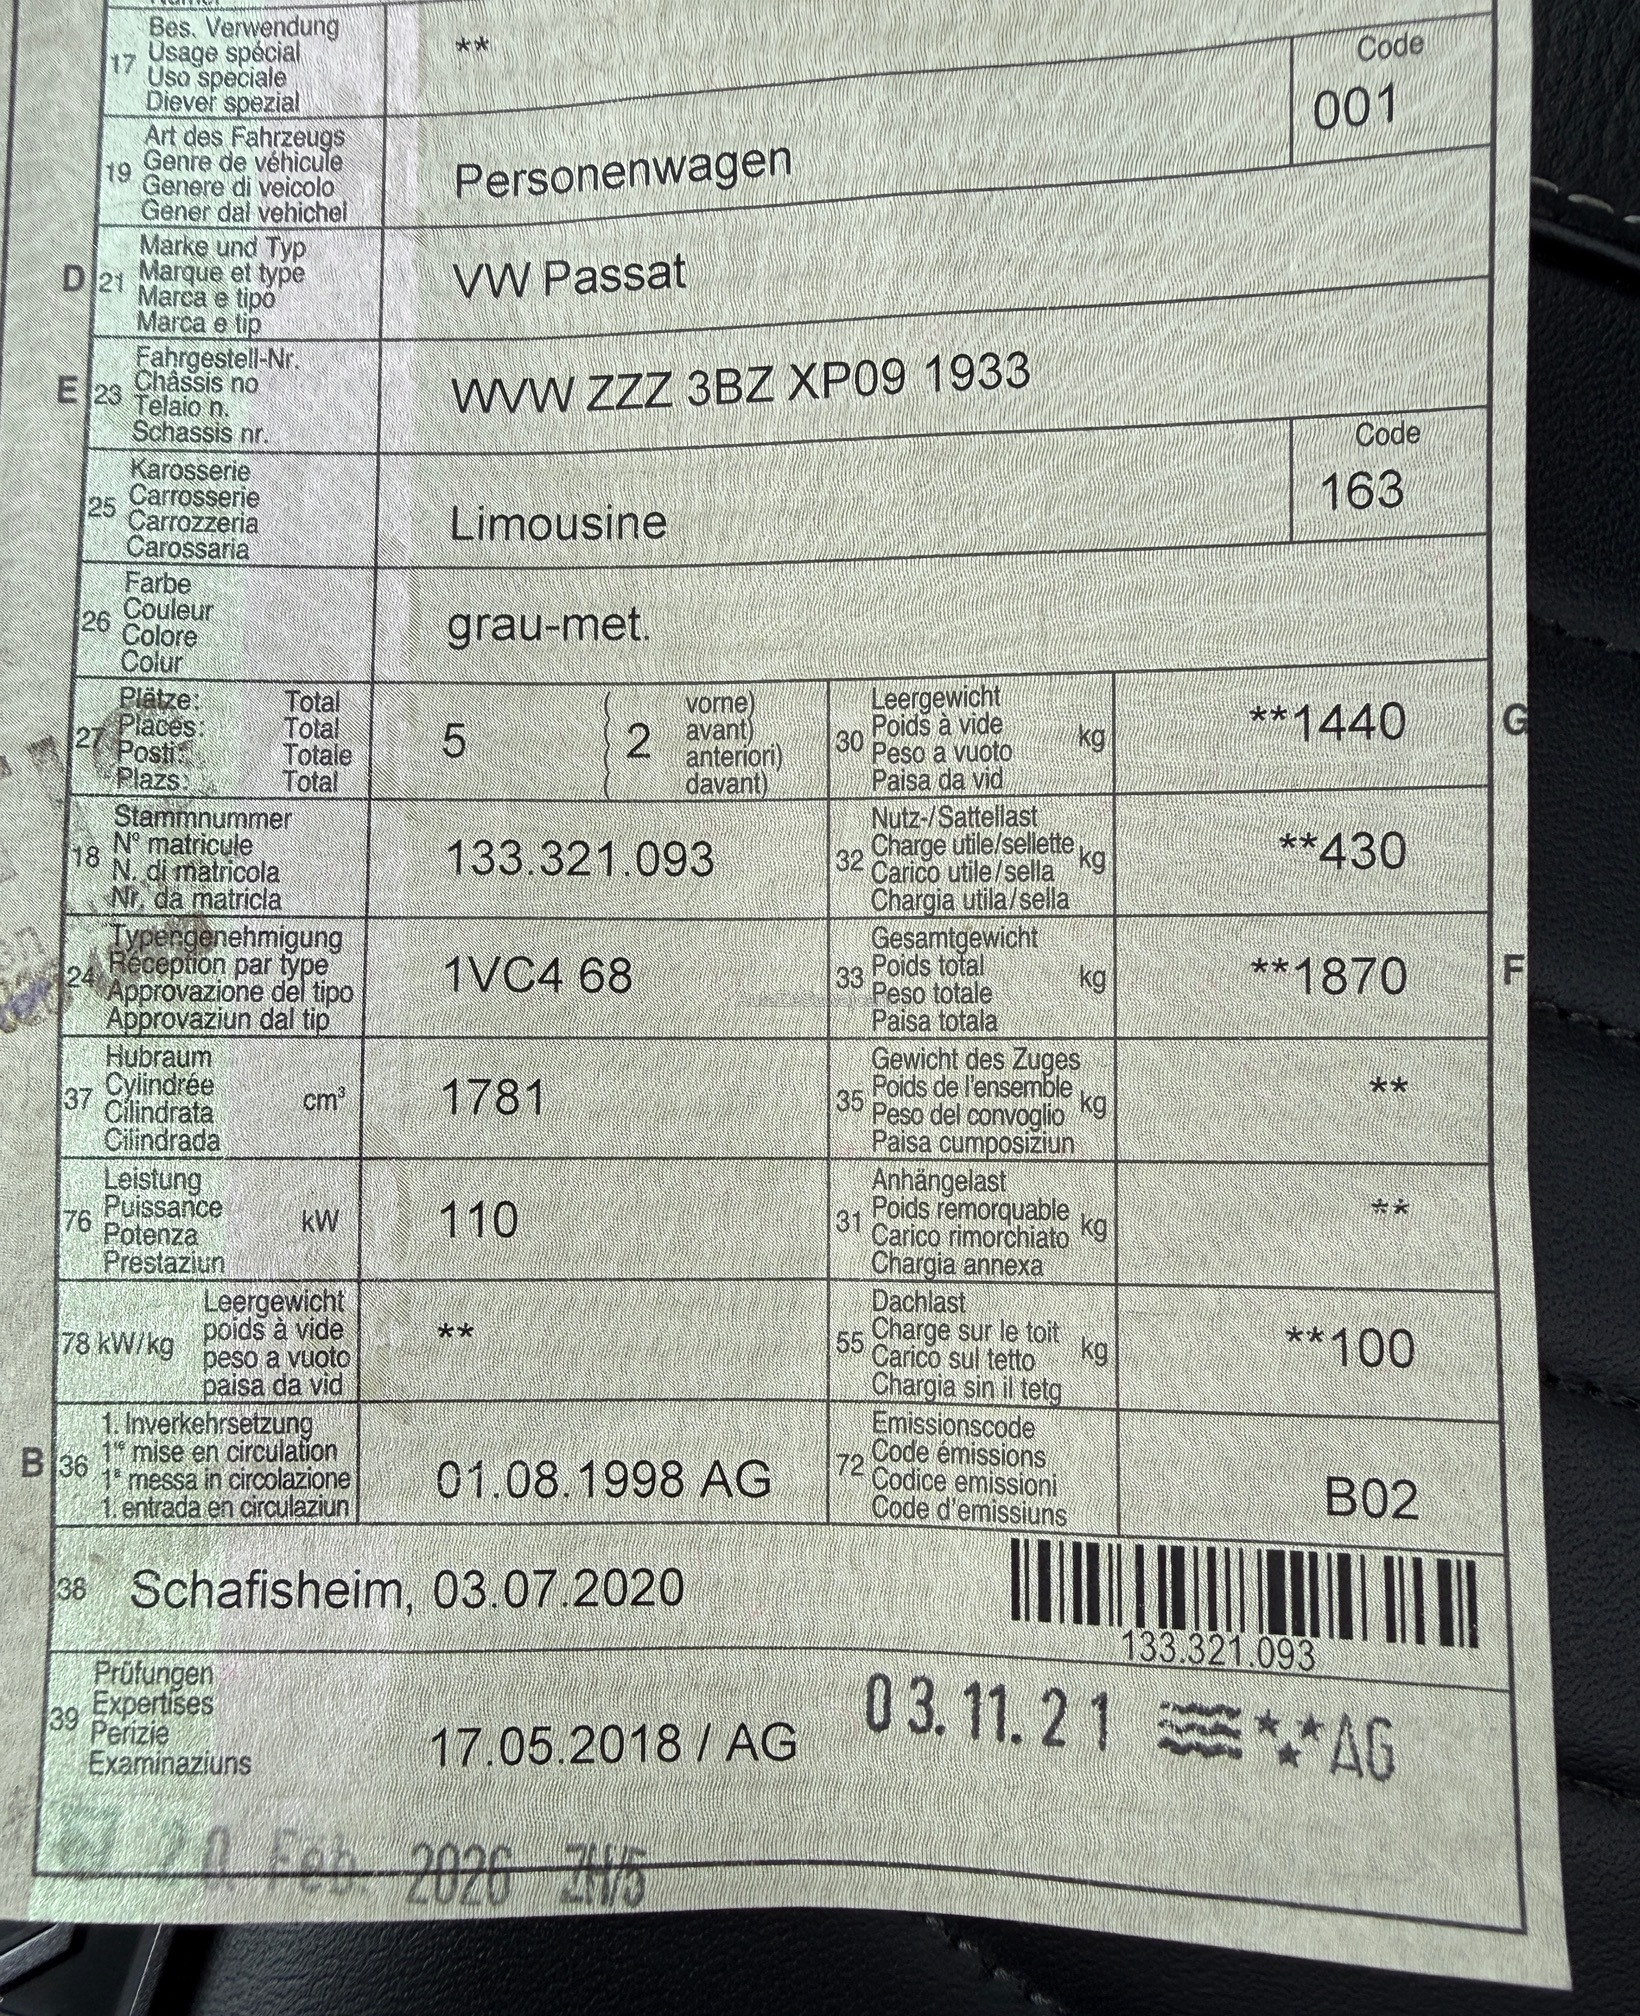 17 Bes. Verwendung
Usage spécial
Uso speciale
Diever spezial
**
Code
001
19 Art des Fahrzeugs
Genre de véhicule
Genere di veicolo
Gener dal vehichel
Personenwagen
D 21 Marke und Typ
Marque et type
Marca e tipo
Marca e tip
VW Passat
E 23 Fahrgestell-Nr.
Châssis no
Telaio n.
Schassis nr.
WVW ZZZ 3BZ XP09 1933
25 Karosserie
Carrosserie
Carrozzeria
Carossaria
Limousine
Code
163
26 Farbe
Couleur
Colore
Colur
grau-met.
27 Plätze: Total
Places: Total
Posti: Totale
Plazs: Total
5 ( 2 vorne)
avant)
anteriori)
davant)
30 Leergewicht
Poids à vide
Peso a vuoto
Paisa da vid
kg
**1440
G
18 Stammnummer
N° matricule
N. di matricola
Nr. da matricla
133.321.093
32 Nutz-/Sattellast
Charge utile/sellette
Carico utile/sella
Chargia utila/sella
kg
**430
24 Typengenehmigung
Réception par type
Approvazione del tipo
Approvaziun dal tip
1VC4 68
33 Gesamtgewicht
Poids total
Peso totale
Paisa totala
kg
**1870
F
37 Hubraum
Cylindrée
Cilindrata
Cilindrada
cm³
1781
35 Gewicht des Zuges
Poids de l'ensemble
Peso del convoglio
Paisa cumposiziun
kg
**
76 Leistung
Puissance
Potenza
Prestaziun
kW
110
31 Anhängelast
Poids remorquable
Carico rimorchiato
Chargia annexa
kg
**
78 kW/kg Leergewicht
poids à vide
peso a vuoto
paisa da vid
**
55 Dachlast
Charge sur le toit
Carico sul tetto
Chargia sin il tetg
kg
**100
B 36 1. Inverkehrsetzung
1re mise en circulation
1a messa in circolazione
1. entrada en circulaziun
01.08.1998 AG
72 Emissionscode
Code émissions
Codice emissioni
Code d'emissiuns
B02
38 Schafisheim, 03.07.2020
133.321.093
39 Prüfungen
Expertises
Perizie
Examinaziuns
17.05.2018 / AG
03.11.21 AG
Feb. 2026 ZH/5